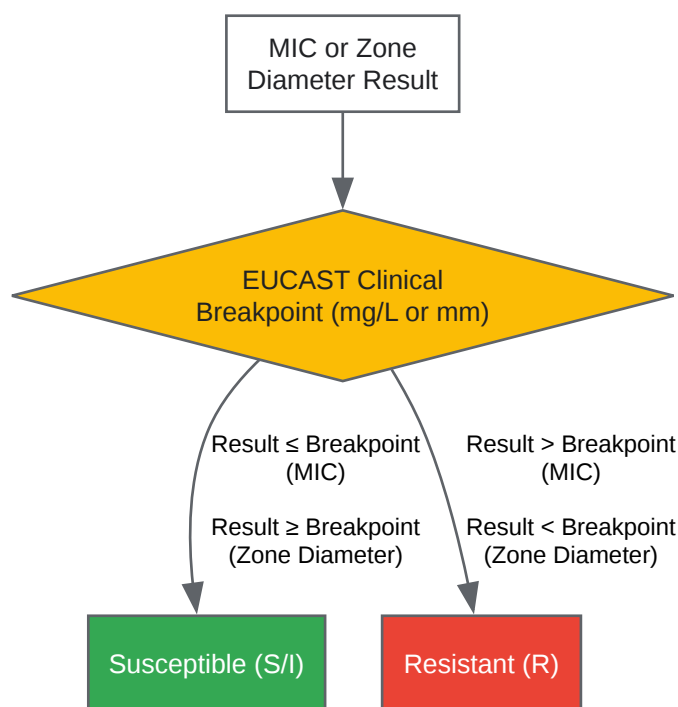 MIC or Zone
Diameter Result
EUCAST Clinical
Breakpoint (mg/L or mm)
Result ≤ Breakpoint
(MIC)
Result ≥ Breakpoint
(Zone Diameter)
Result > Breakpoint
(MIC)
Result < Breakpoint
(Zone Diameter)
Susceptible (S/I)
Resistant (R)